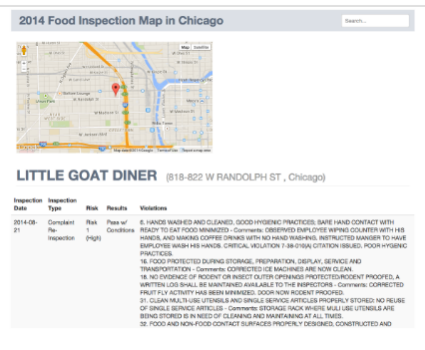 2014 Food Inspection Map in Chicago
Search...
Map Satellite
LITTLE GOAT DINER (818-822 W RANDOLPH ST , Chicago)
Inspection Date Inspection Type Risk Results Violations
2014-08-21 Complaint Re-Inspection Risk 1 (High) Pass w/ Conditions
6. HANDS WASHED AND CLEANED, GOOD HYGIENIC PRACTICES; BARE HAND CONTACT WITH
READY TO EAT FOOD MINIMIZED - Comments: OBSERVED EMPLOYEE WIPING COUNTER WITH HIS
HANDS, AND MAKING COFFEE DRINKS WITH NO HAND WASHING, INSTRUCTED MANGER TO HAVE
EMPLOYEE WASH HIS HANDS. CRITICAL VIOLATION 7-38-010(A) CITATION ISSUED. POOR HYGENIC
PRACTICES.
16. FOOD PROTECTED DURING STORAGE, PREPARATION, DISPLAY, SERVICE AND
TRANSPORTATION - Comments: CORRECTED ICE MACHINES ARE NOW CLEAN.
18. NO EVIDENCE OF RODENT OR INSECT OUTER OPENINGS PROTECTED/RODENT PROOFED, A
WRITTEN LOG SHALL BE MAINTAINED AVAILABLE TO THE INSPECTORS - Comments: CORRECTED
FRUIT FLY ACTIVITY HAS BEEN MINIMIZED. DOOR NOW RODENT PROOFED.
31. CLEAN MULTI-USE UTENSILS AND SINGLE SERVICE ARTICLES PROPERLY STORED: NO REUSE
OF SINGLE SERVICE ARTICLES - Comments: STORAGE RACK WHERE MULI USE UTENSILS ARE
BEING STORED IS IN NEED OF CLEANING AND MAINTAINING AT ALL TIMES.
32. FOOD AND NON-FOOD CONTACT SURFACES PROPERLY DESIGNED, CONSTRUCTED AND